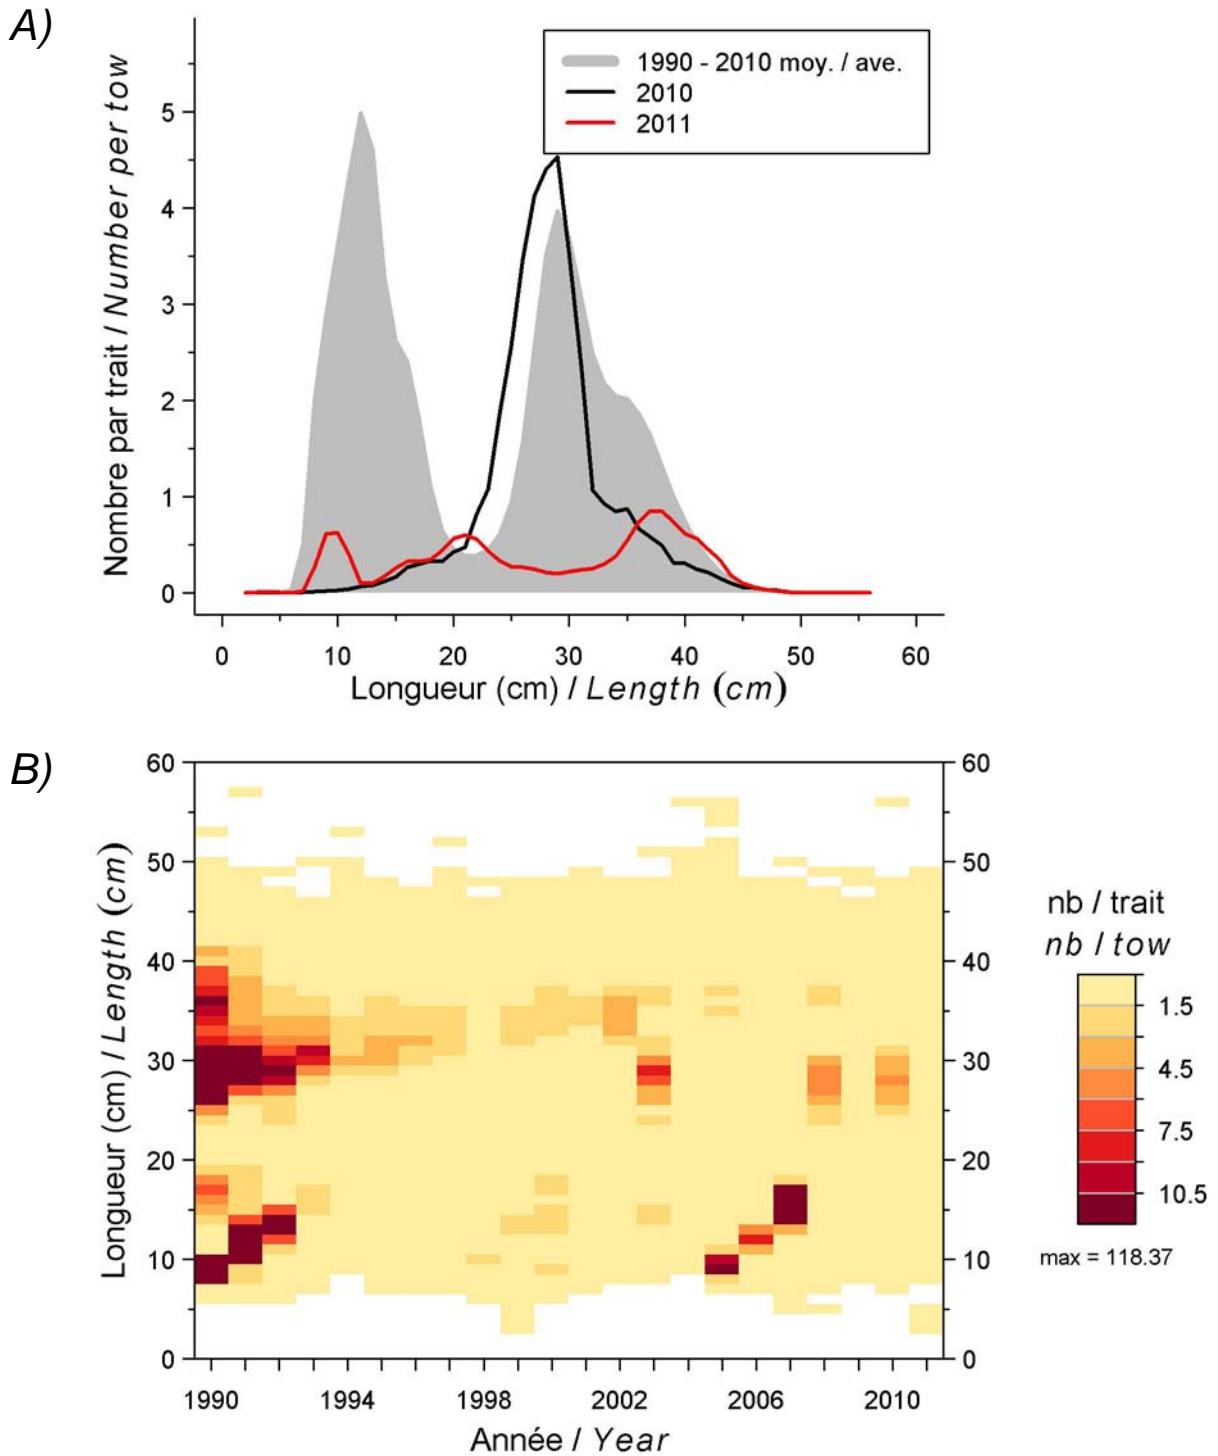 A)
1990 - 2010 moy. / ave.
2010
2011
Nombre par trait / Number per tow
5
4
3
2
1
0
0 10 20 30 40 50 60
Longueur (cm) / Length (cm)
B)
60 60
50 50
40 40
30 30
20 20
10 10
0 0
Longueur (cm) / Length (cm)
1990 1994 1998 2002 2006 2010
Année / Year
nb / trait
nb / tow
1.5
4.5
7.5
10.5
max = 118.37